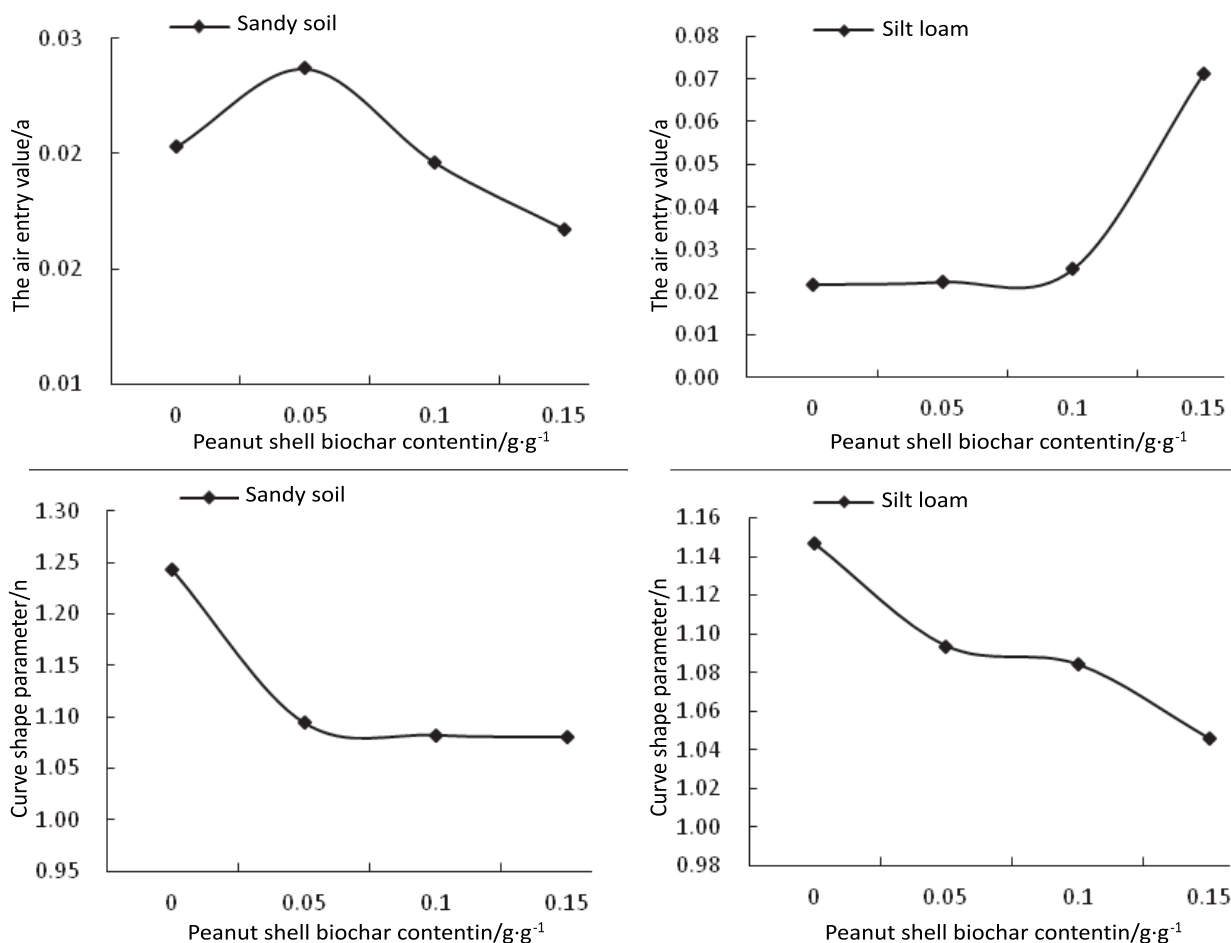 Sandy soil
The air entry value/a
0.03
0.02
0.02
0.01
0 0.05 0.1 0.15
Peanut shell biochar contentin/g·g-1
Silt loam
The air entry value/a
0.08
0.07
0.06
0.05
0.04
0.03
0.02
0.01
0.00
0 0.05 0.1 0.15
Peanut shell biochar contentin/g·g-1
Sandy soil
Curve shape parameter/n
1.30
1.25
1.20
1.15
1.10
1.05
1.00
0.95
0 0.05 0.1 0.15
Peanut shell biochar contentin/g·g-1
Silt loam
Curve shape parameter/n
1.16
1.14
1.12
1.10
1.08
1.06
1.04
1.02
1.00
0.98
0 0.05 0.1 0.15
Peanut shell biochar contentin/g·g-1